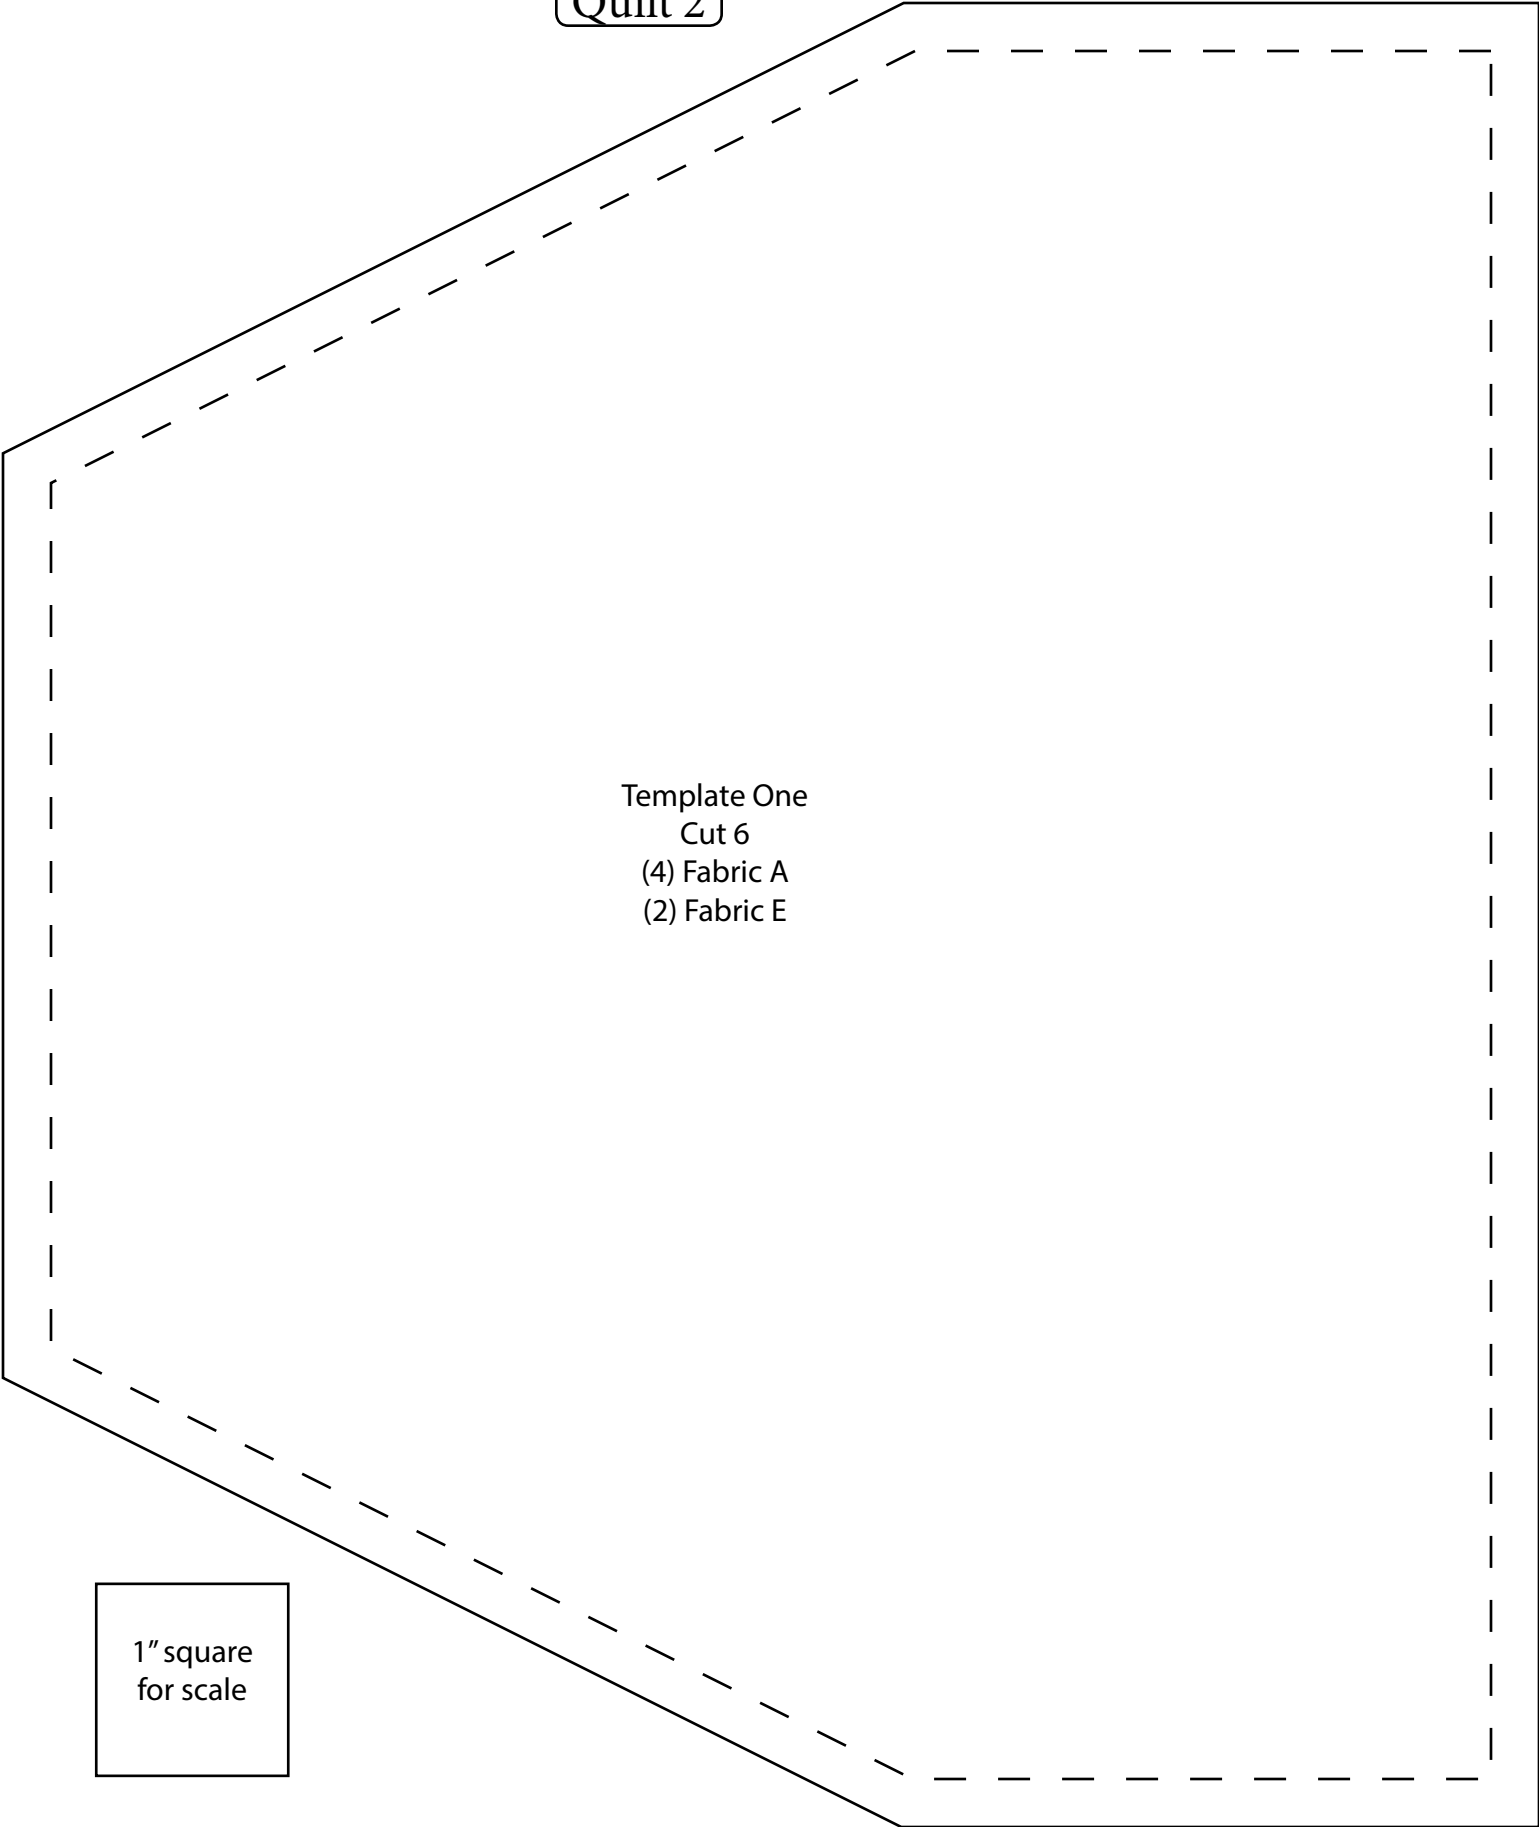 Quilt 2
Template One
Cut 6
(4) Fabric A
(2) Fabric E
1” square
for scale